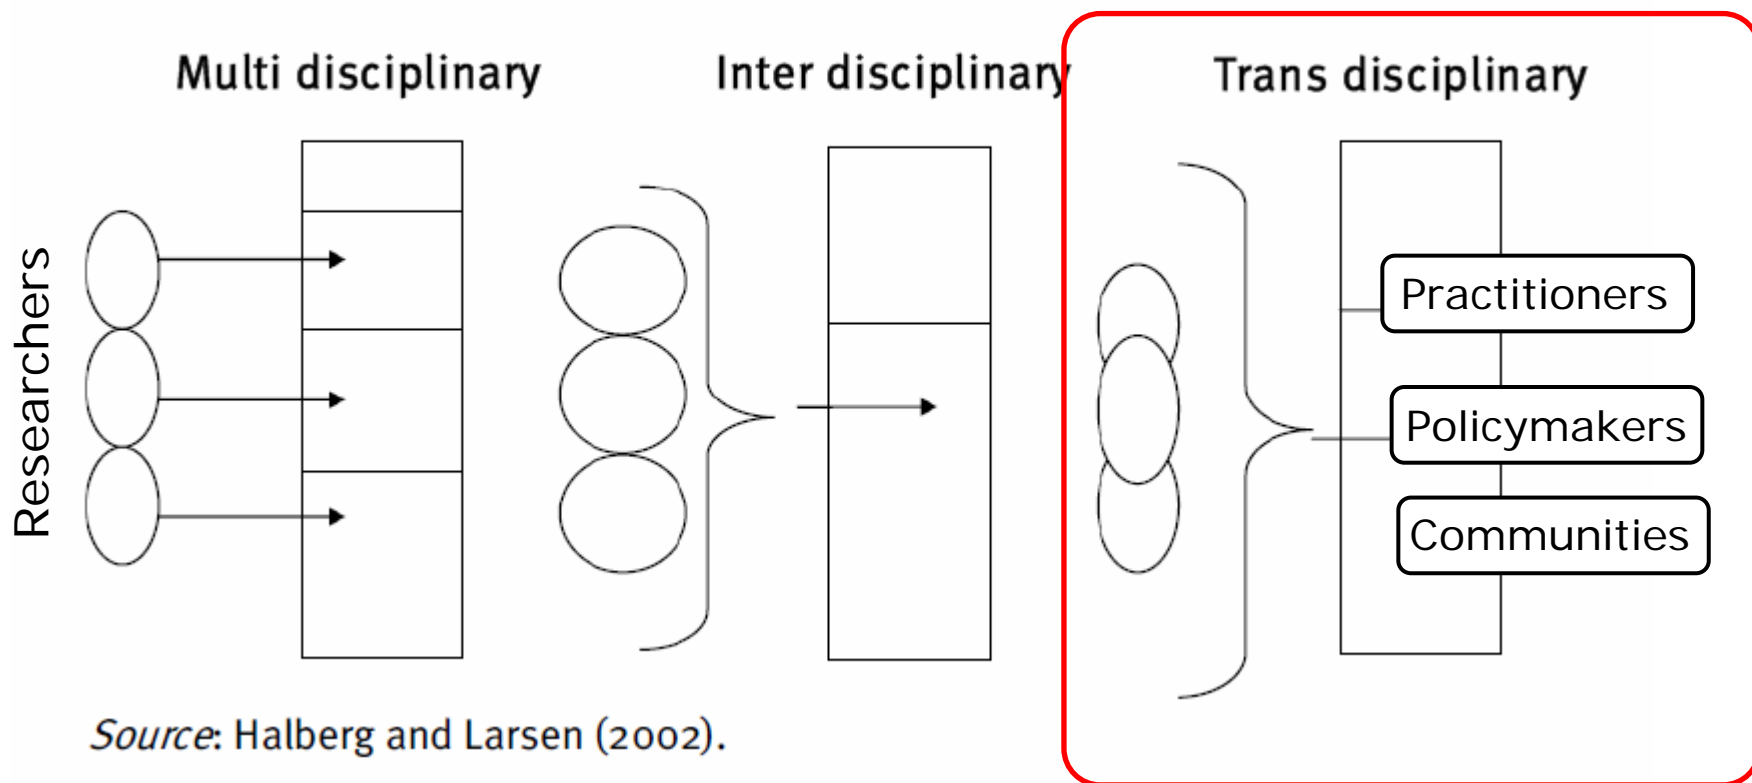 Multi disciplinary
Inter disciplinary
Trans disciplinary
Researchers
Practitioners
Policymakers
Communities
Source: Halberg and Larsen (2002).